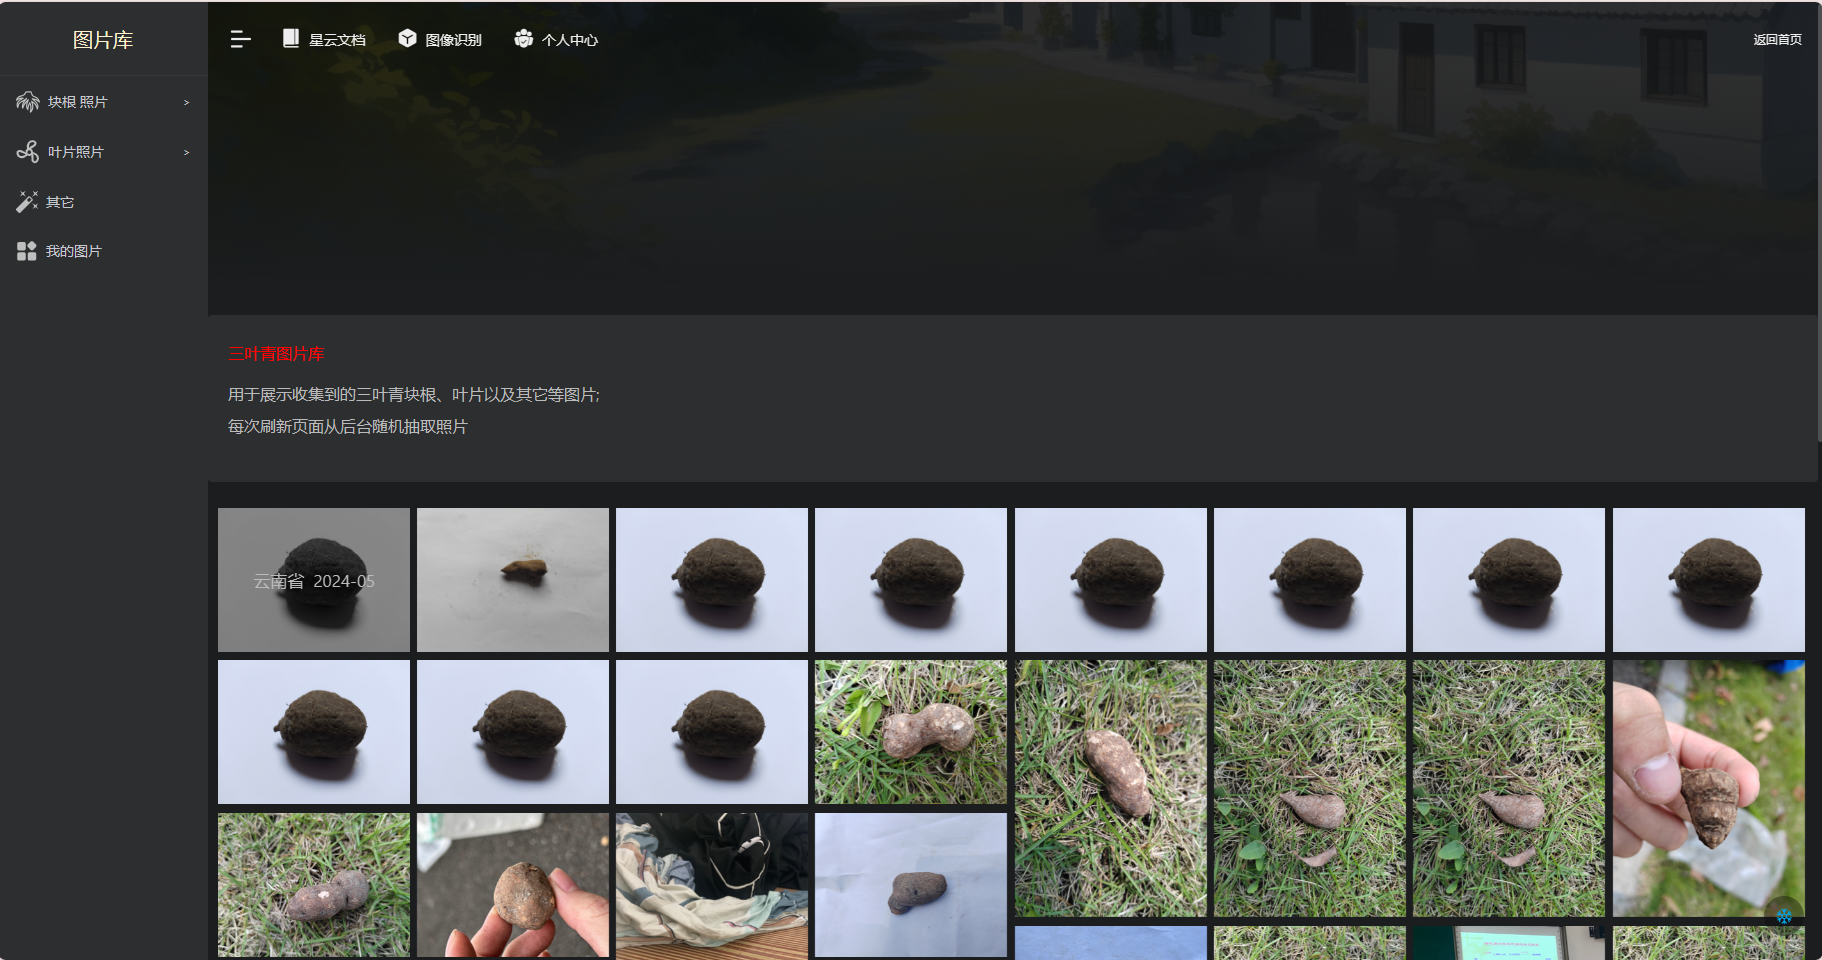 图片库
星云文档
图像识别
个人中心
返回首页
块根 照片
>
叶片照片
>
其它
我的图片
三叶青图片库
用于展示收集到的三叶青块根、叶片以及其它等图片;
每次刷新页面从后台随机抽取照片
云南省 2024-05